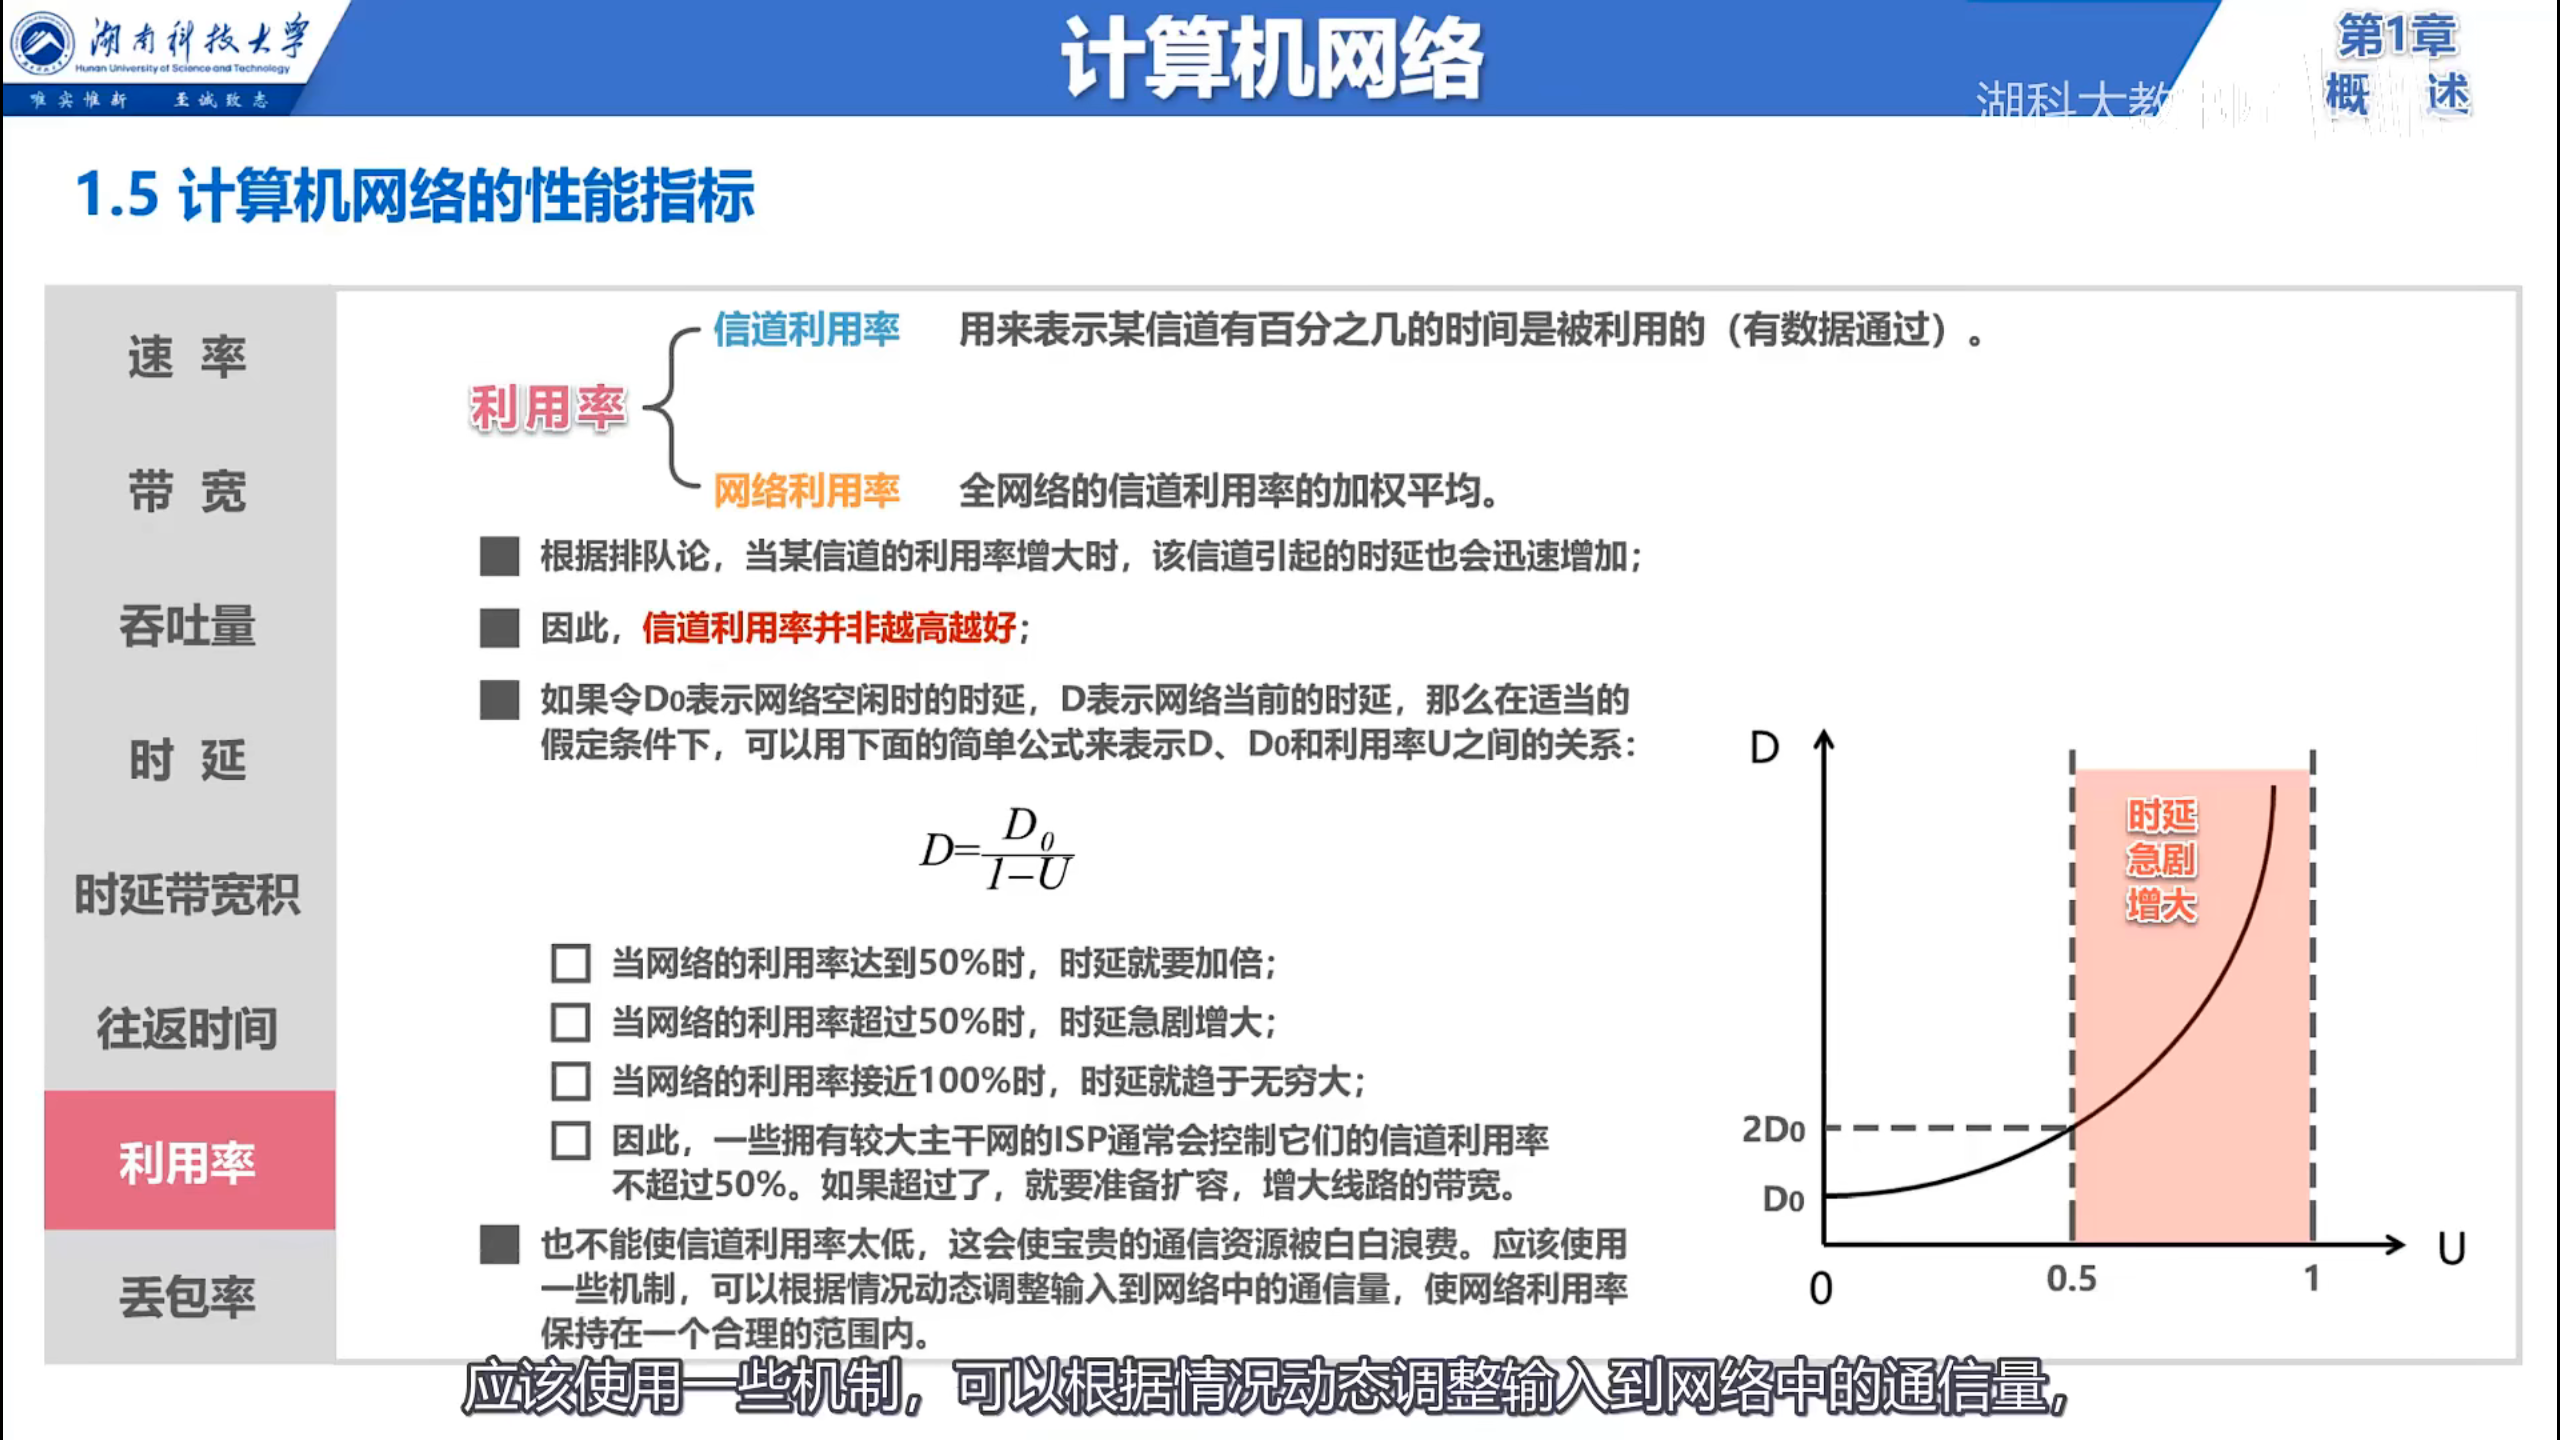 湖南科技大学
Hunan University of Science and Technology
唯实惟新 至诚致志
计算机网络
第1章
概 述
湖科大教
1.5 计算机网络的性能指标
速 率
带 宽
吞吐量
时 延
时延带宽积
往返时间
利用率
丢包率
利用率
信道利用率 用来表示某信道有百分之几的时间是被利用的（有数据通过）。
网络利用率 全网络的信道利用率的加权平均。
根据排队论，当某信道的利用率增大时，该信道引起的时延也会迅速增加；
因此，信道利用率并非越高越好；
如果令D0表示网络空闲时的时延，D表示网络当前的时延，那么在适当的
假定条件下，可以用下面的简单公式来表示D、D0和利用率U之间的关系：
D=D0/(1-U)
当网络的利用率达到50%时，时延就要加倍；
当网络的利用率超过50%时，时延急剧增大；
当网络的利用率接近100%时，时延就趋于无穷大；
因此，一些拥有较大主干网的ISP通常会控制它们的信道利用率
不超过50%。如果超过了，就要准备扩容，增大线路的带宽。
也不能使信道利用率太低，这会使宝贵的通信资源被白白浪费。应该使用
一些机制，可以根据情况动态调整输入到网络中的通信量，使网络利用率
保持在一个合理的范围内。
D
时延
急剧
增大
2D0
D0
0
0.5
1
U
应该使用一些机制，可以根据情况动态调整输入到网络中的通信量，